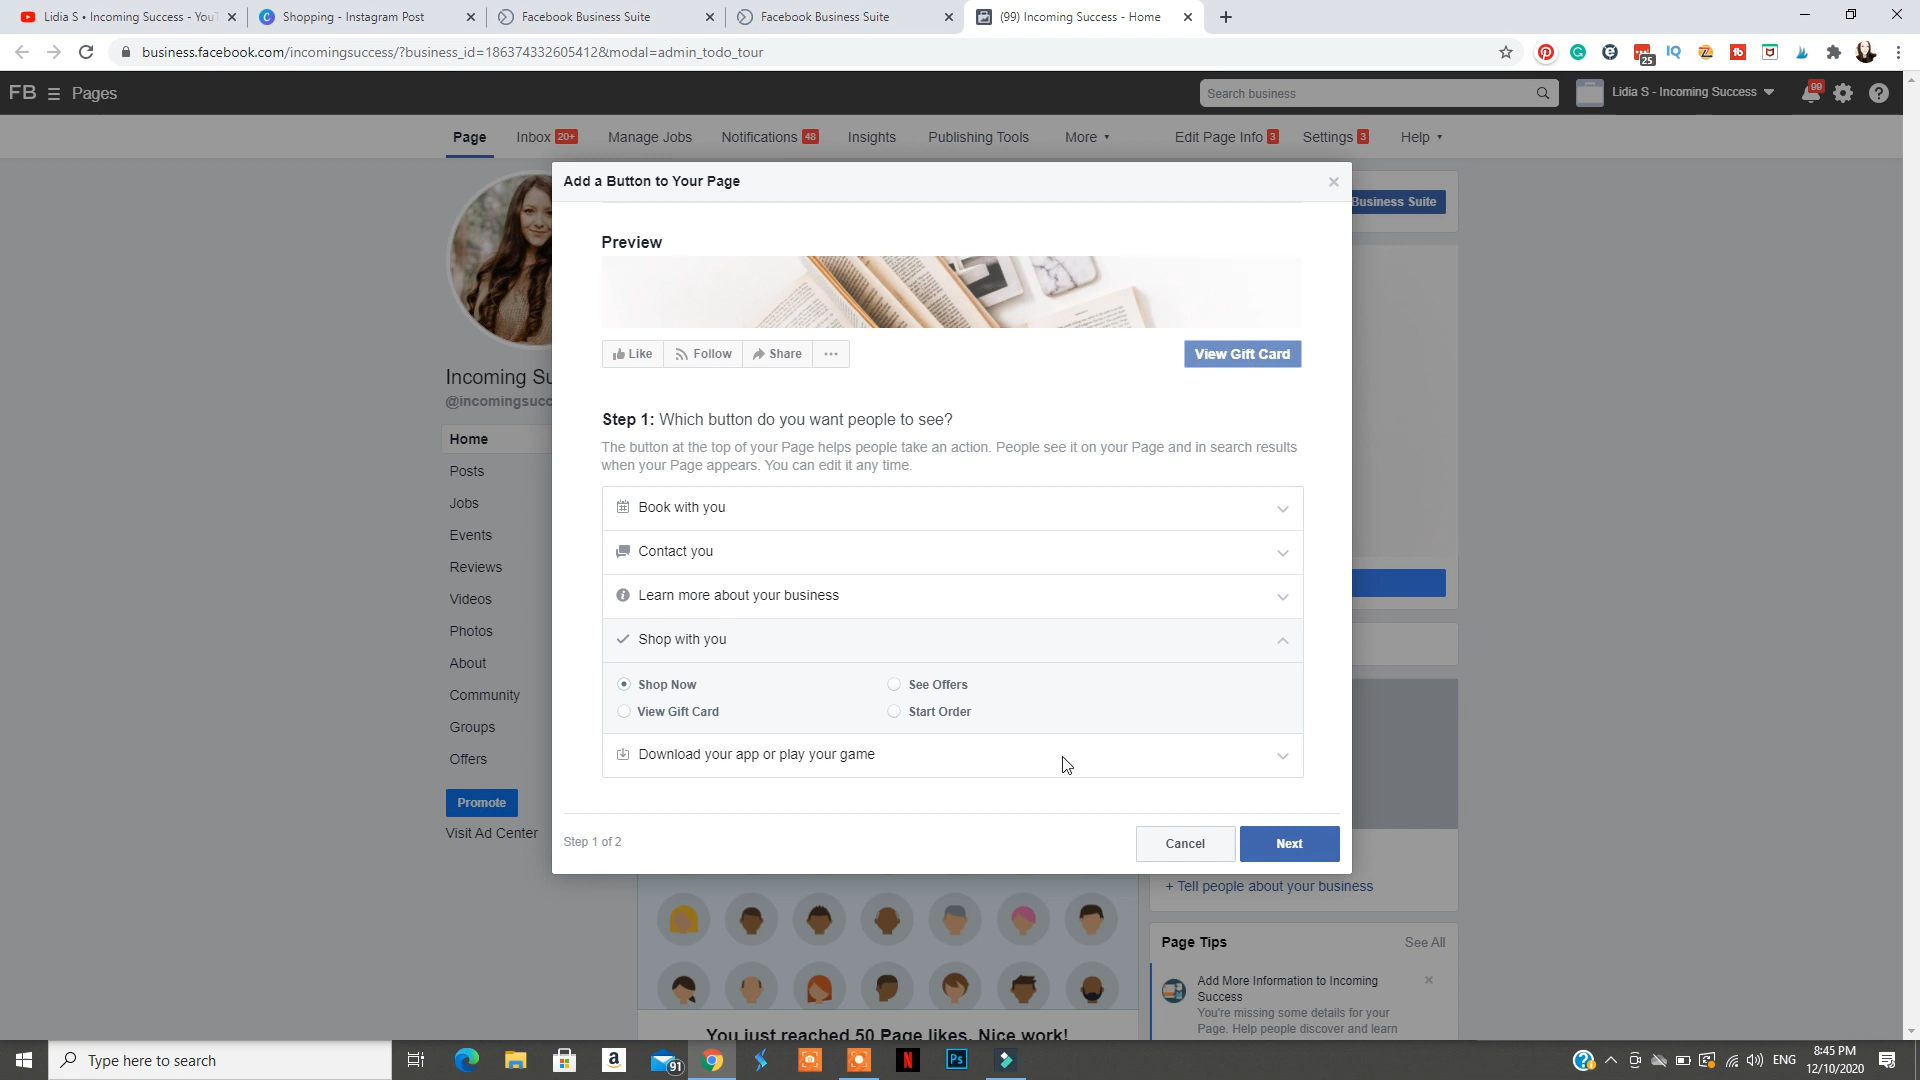 Lidia S • Incoming Success - You
Shopping - Instagram Post
Facebook Business Suite
Facebook Business Suite
(99) Incoming Success - Home
business.facebook.com/incomingsuccess/?business_id=186374332605412&modal=admin_todo_tour
25
IQ
FB
Pages
Search business
Lidia S - Incoming Success
99
Page
Inbox 20+
Manage Jobs
Notifications 48
Insights
Publishing Tools
More
Edit Page Info 3
Settings 3
Help
Add a Button to Your Page
Business Suite
Preview
Like
Follow
Share
View Gift Card
Incoming Su
@incomingsucc
Home
Posts
Jobs
Events
Reviews
Videos
Photos
About
Community
Groups
Offers
Promote
Visit Ad Center
Step 1: Which button do you want people to see?
The button at the top of your Page helps people take an action. People see it on your Page and in search results
when your Page appears. You can edit it any time.
Book with you
Contact you
Learn more about your business
Shop with you
Shop Now
See Offers
View Gift Card
Start Order
Download your app or play your game
Step 1 of 2
Cancel
Next
+ Tell people about your business
Page Tips
See All
Add More Information to Incoming
Success
You're missing some details for your
Page. Help people discover and learn
You just reached 50 Page likes. Nice work!
Type here to search
91
Ps
ENG
8:45 PM
12/10/2020